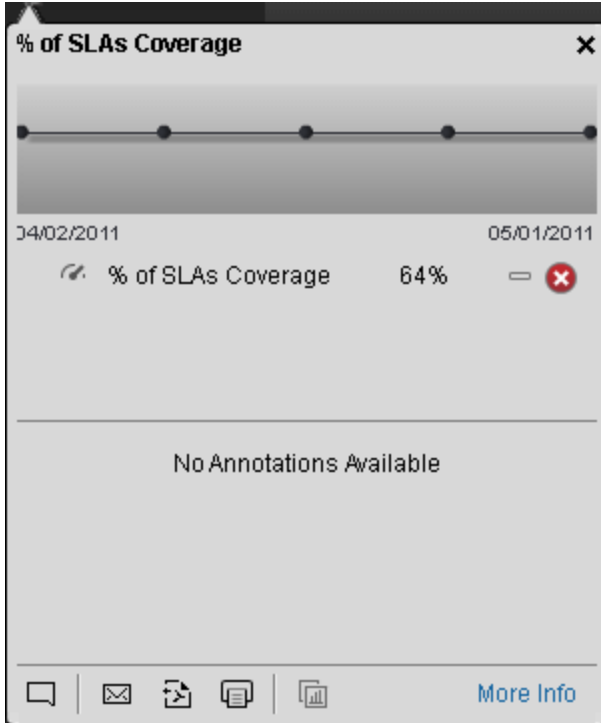 % of SLAs Coverage
04/02/2011 05/01/2011
% of SLAs Coverage 64%
No Annotations Available
More Info